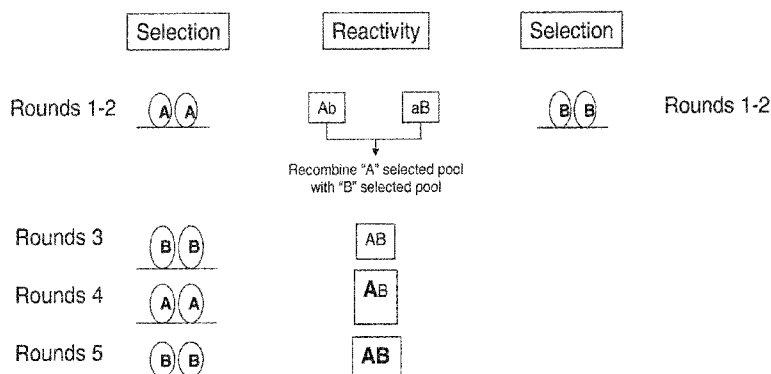 Selection Reactivity Selection
Rounds 1-2 A A Ab aB B B Rounds 1-2
Recombine "A" selected pool
with "B" selected pool
Rounds 3 B B AB
Rounds 4 A A AB
Rounds 5 B B AB